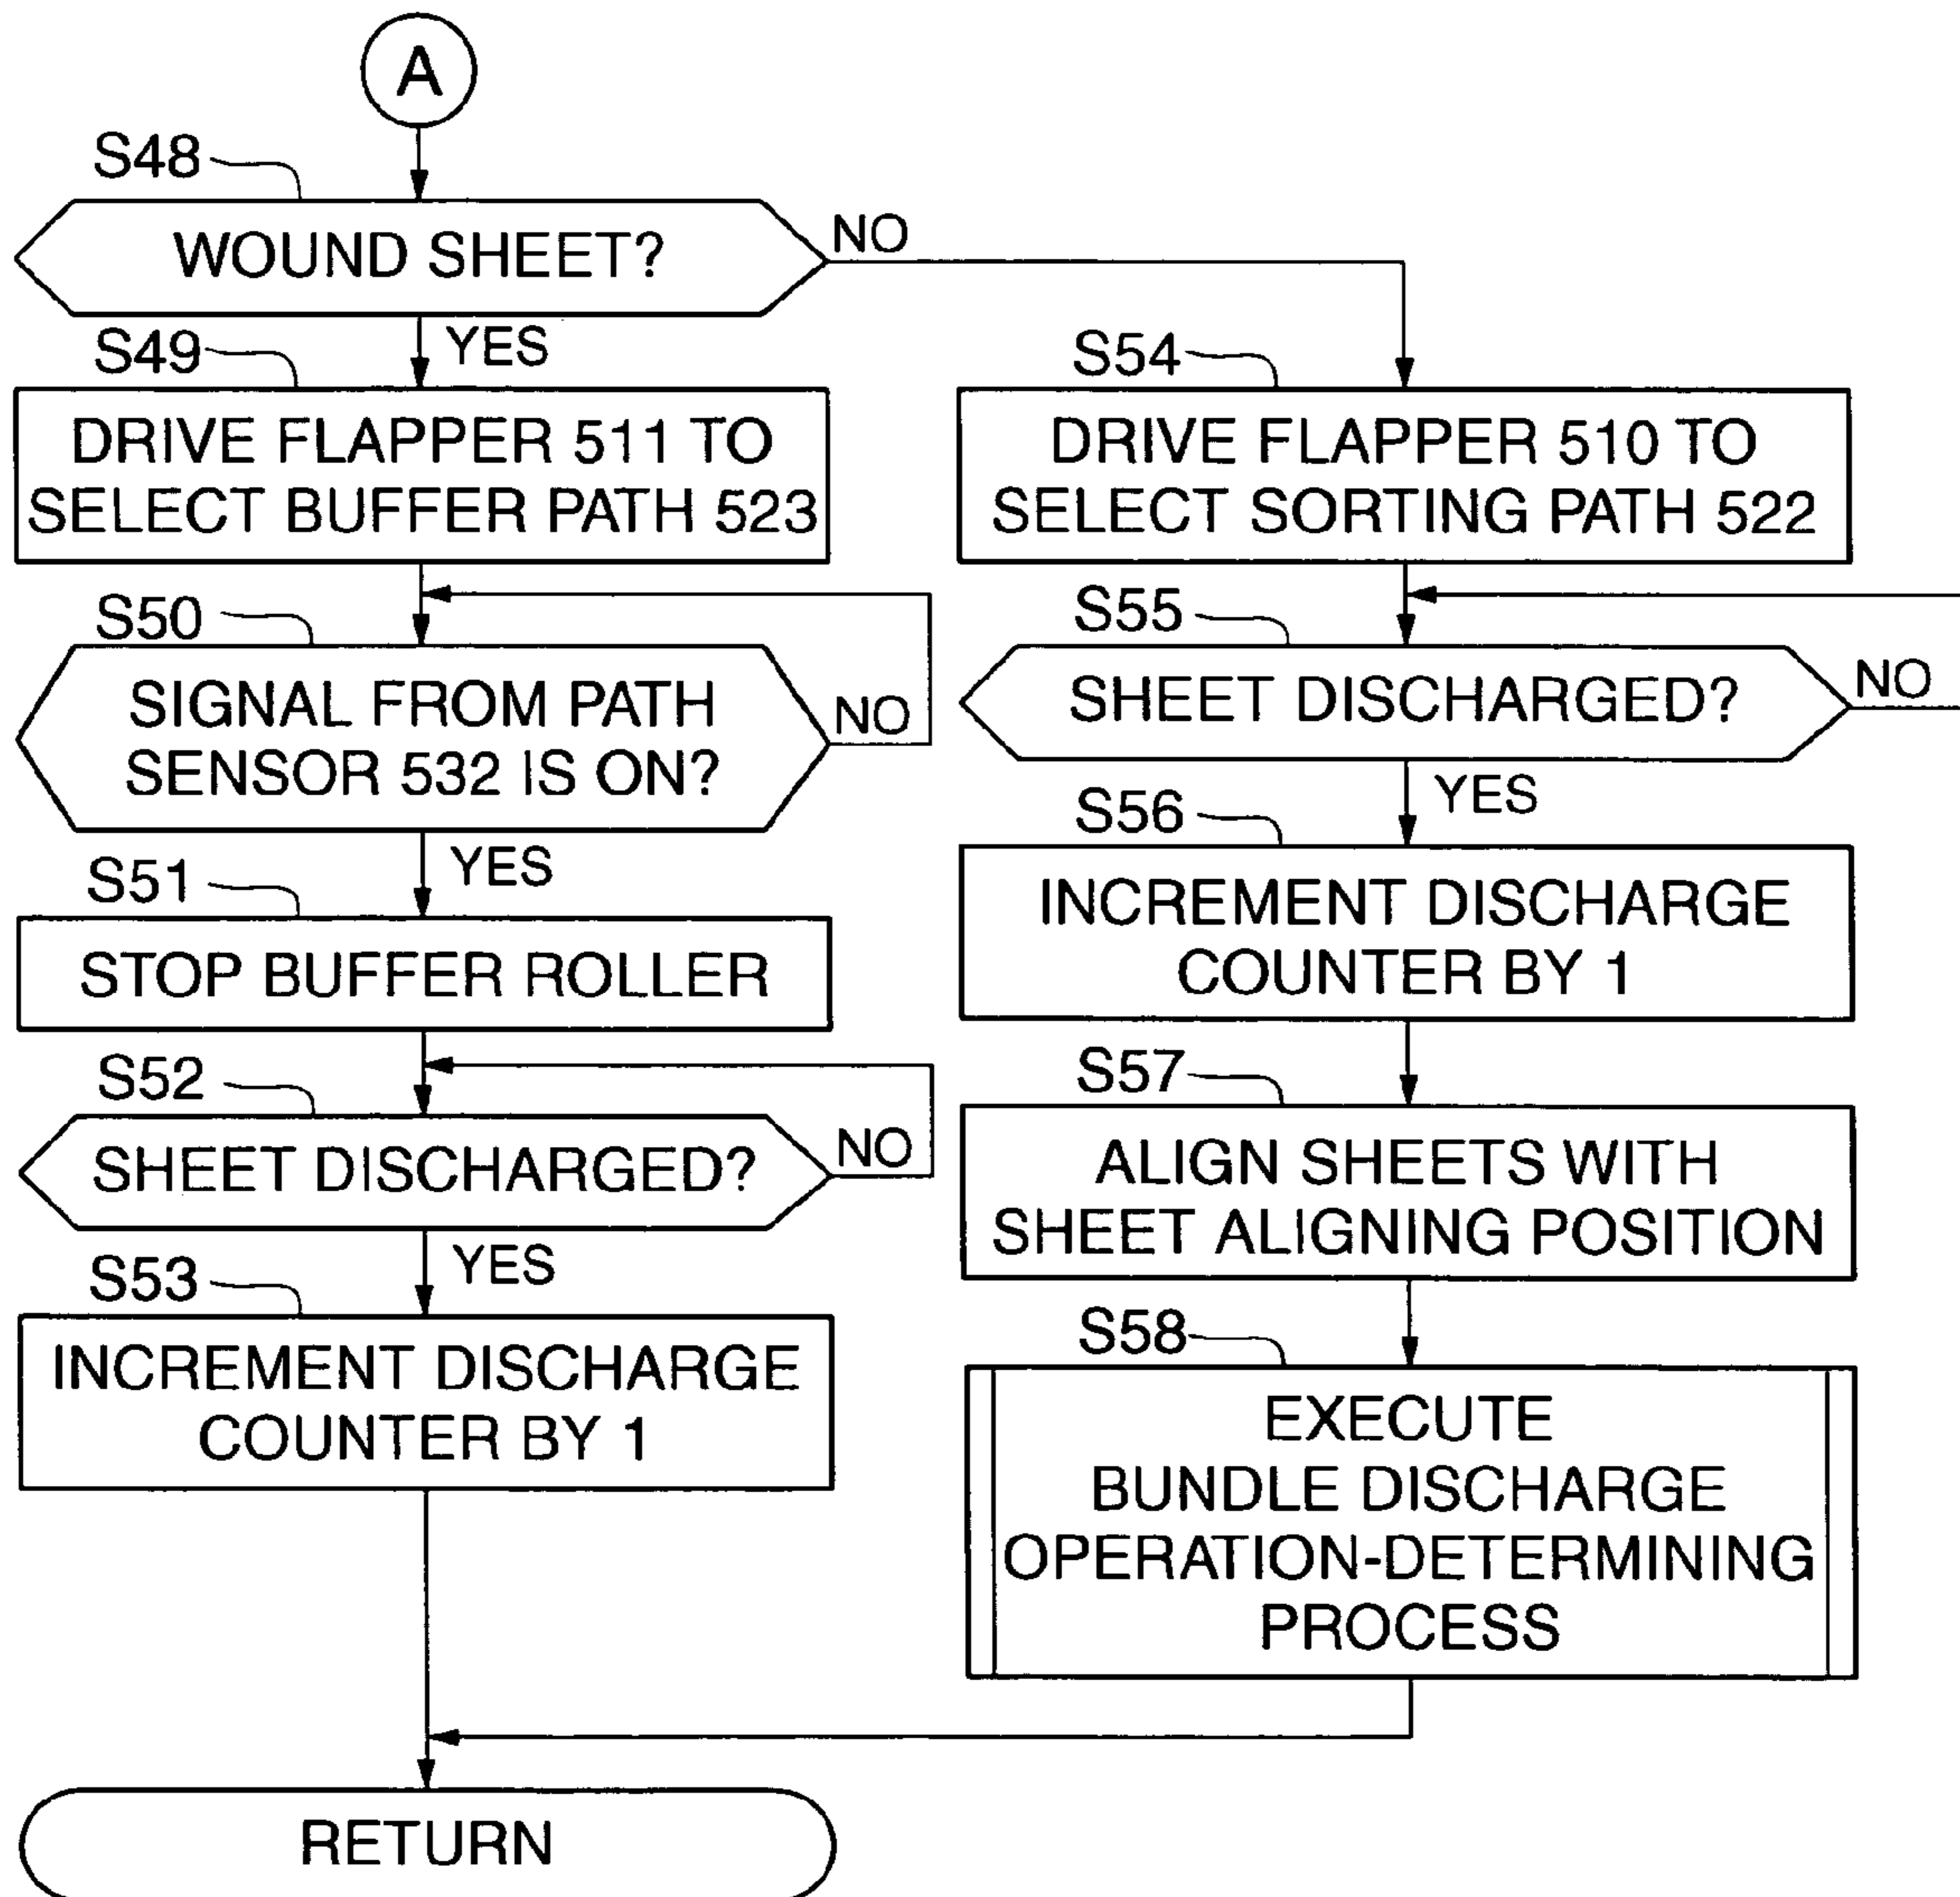 A
S48
WOUND SHEET?
NO
YES
S49
DRIVE FLAPPER 511 TO
SELECT BUFFER PATH 523
S50
SIGNAL FROM PATH
SENSOR 532 IS ON?
NO
YES
S51
STOP BUFFER ROLLER
S52
SHEET DISCHARGED?
NO
YES
S53
INCREMENT DISCHARGE
COUNTER BY 1
S54
DRIVE FLAPPER 510 TO
SELECT SORTING PATH 522
S55
SHEET DISCHARGED?
NO
YES
S56
INCREMENT DISCHARGE
COUNTER BY 1
S57
ALIGN SHEETS WITH
SHEET ALIGNING POSITION
S58
EXECUTE
BUNDLE DISCHARGE
OPERATION-DETERMINING
PROCESS
RETURN